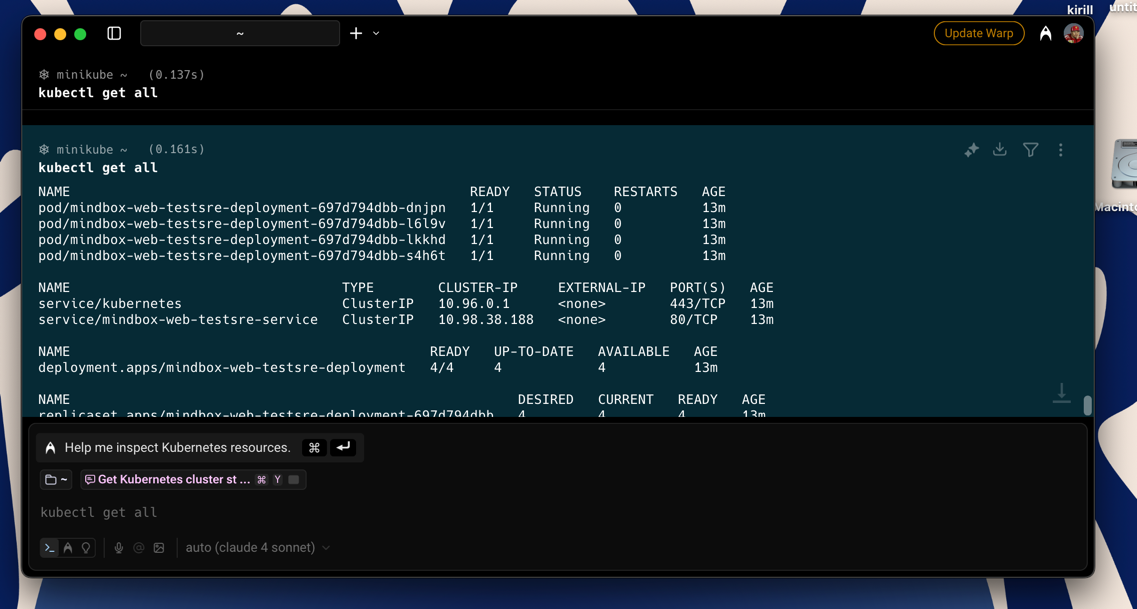 kirill
untit
~
Update Warp
minikube ~ (0.137s)
kubectl get all
minikube ~ (0.161s)
kubectl get all
NAME READY STATUS RESTARTS AGE
pod/mindbox-web-testsre-deployment-697d794dbb-dnjpn 1/1 Running 0 13m
pod/mindbox-web-testsre-deployment-697d794dbb-l6l9v 1/1 Running 0 13m
pod/mindbox-web-testsre-deployment-697d794dbb-lkkhd 1/1 Running 0 13m
pod/mindbox-web-testsre-deployment-697d794dbb-s4h6t 1/1 Running 0 13m
NAME TYPE CLUSTER-IP EXTERNAL-IP PORT(S) AGE
service/kubernetes ClusterIP 10.96.0.1 <none> 443/TCP 13m
service/mindbox-web-testsre-service ClusterIP 10.98.38.188 <none> 80/TCP 13m
NAME READY UP-TO-DATE AVAILABLE AGE
deployment.apps/mindbox-web-testsre-deployment 4/4 4 4 13m
NAME DESIRED CURRENT READY AGE
replicaset.apps/mindbox-web-testsre-deployment-697d794dbb 4 4 4 13m
Macinto
Help me inspect Kubernetes resources. ⌘
~ Get Kubernetes cluster st ... ⌘ Y
kubectl get all
auto (claude 4 sonnet)